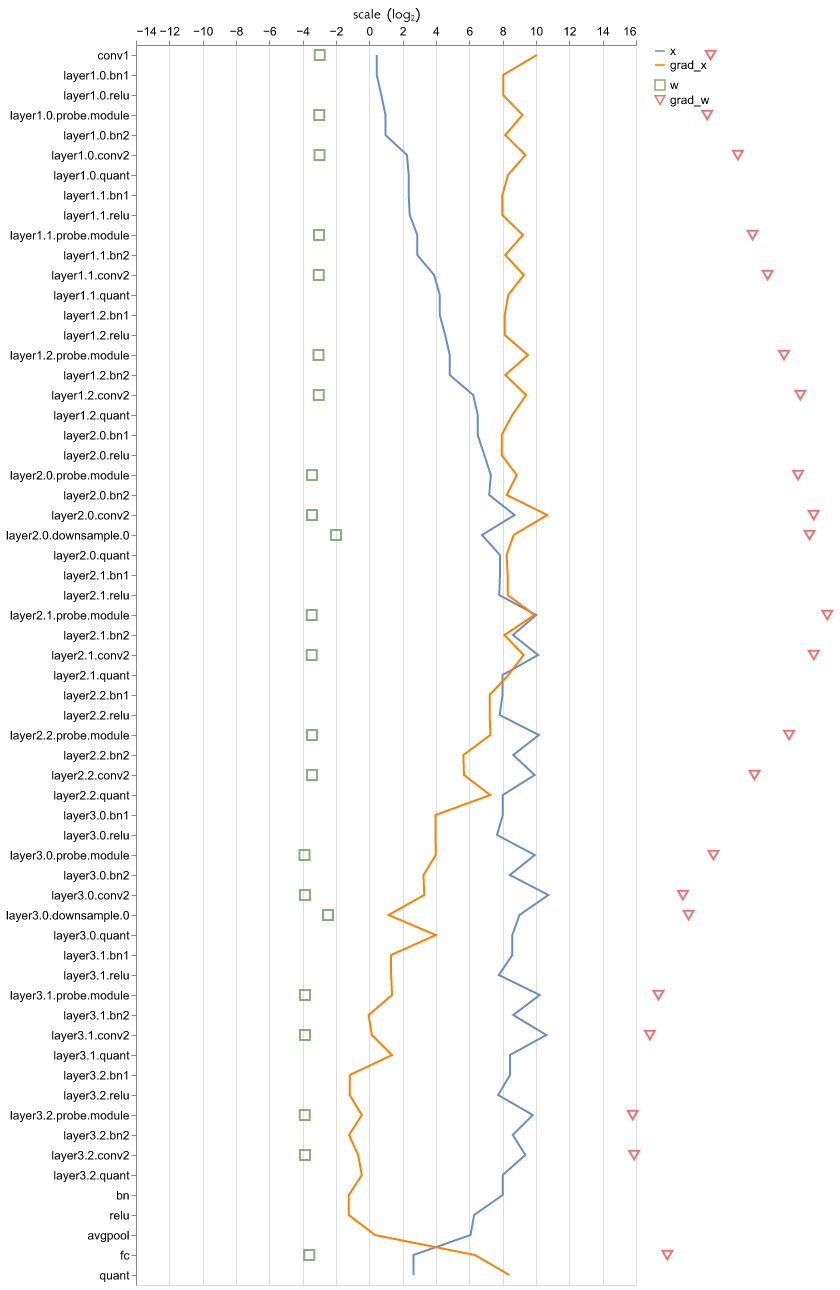 scale (log₂)
−14 −12 −10 −8 −6 −4 −2 0 2 4 6 8 10 12 14 16
x
grad_x
w
grad_w
conv1
layer1.0.bn1
layer1.0.relu
layer1.0.probe.module
layer1.0.bn2
layer1.0.conv2
layer1.0.quant
layer1.1.bn1
layer1.1.relu
layer1.1.probe.module
layer1.1.bn2
layer1.1.conv2
layer1.1.quant
layer1.2.bn1
layer1.2.relu
layer1.2.probe.module
layer1.2.bn2
layer1.2.conv2
layer1.2.quant
layer2.0.bn1
layer2.0.relu
layer2.0.probe.module
layer2.0.bn2
layer2.0.conv2
layer2.0.downsample.0
layer2.0.quant
layer2.1.bn1
layer2.1.relu
layer2.1.probe.module
layer2.1.bn2
layer2.1.conv2
layer2.1.quant
layer2.2.bn1
layer2.2.relu
layer2.2.probe.module
layer2.2.bn2
layer2.2.conv2
layer2.2.quant
layer3.0.bn1
layer3.0.relu
layer3.0.probe.module
layer3.0.bn2
layer3.0.conv2
layer3.0.downsample.0
layer3.0.quant
layer3.1.bn1
layer3.1.relu
layer3.1.probe.module
layer3.1.bn2
layer3.1.conv2
layer3.1.quant
layer3.2.bn1
layer3.2.relu
layer3.2.probe.module
layer3.2.bn2
layer3.2.conv2
layer3.2.quant
bn
relu
avgpool
fc
quant